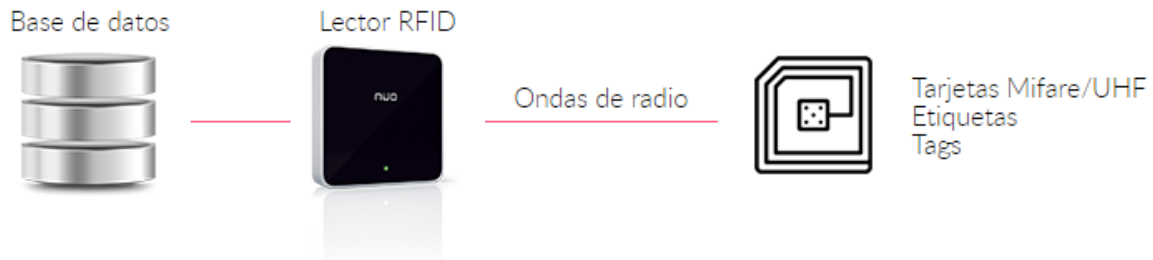 Base de datos
Lector RFID
nuo
Ondas de radio
Tarjetas Mifare/UHF
Etiquetas
Tags